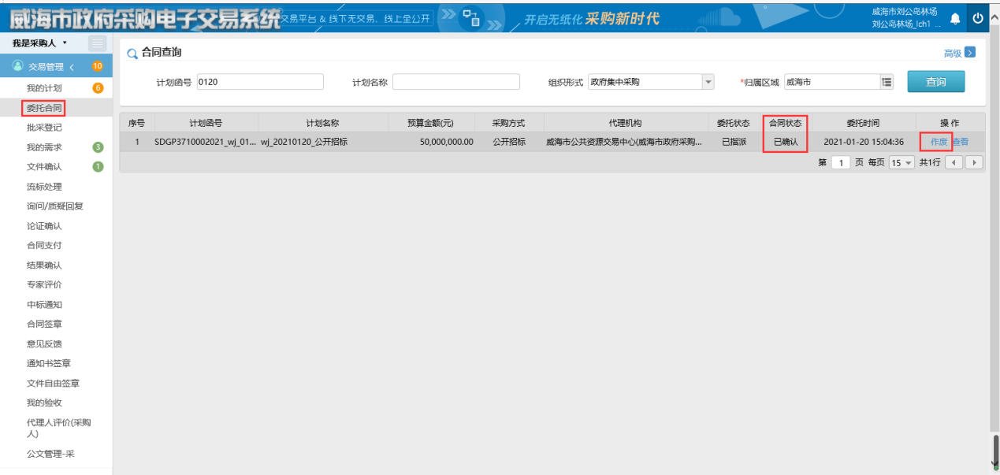 威海市政府采购电子交易系统
交易平台 & 线下无交易, 线上全公开
开启无纸化 采购新时代
威海市刘公岛林场
刘公岛林场_lch1 ...
我是采购人
交易管理
10
我的计划
6
委托合同
批采登记
我的需求
3
文件确认
1
流标处理
询问/质疑回复
论证确认
合同支付
结果确认
专家评价
中标通知
合同签章
意见反馈
通知书签章
文件自由签章
我的验收
代理人评价(采购
人)
公文管理-采
合同查询
高级
计划函号 0120 计划名称 组织形式 政府集中采购 *归属区域 威海市 查询
序号 计划函号 计划名称 预算金额(元) 采购方式 代理机构 委托状态 合同状态 委托时间 操作
1 SDGP3710002021_wj_01... wj_20210120_公开招标 50,000,000.00 公开招标 威海市公共资源交易中心(威海市政府采购... 已指派 已确认 2021-01-20 15:04:36 作废 查看
第 1 页 每页 15 共1行